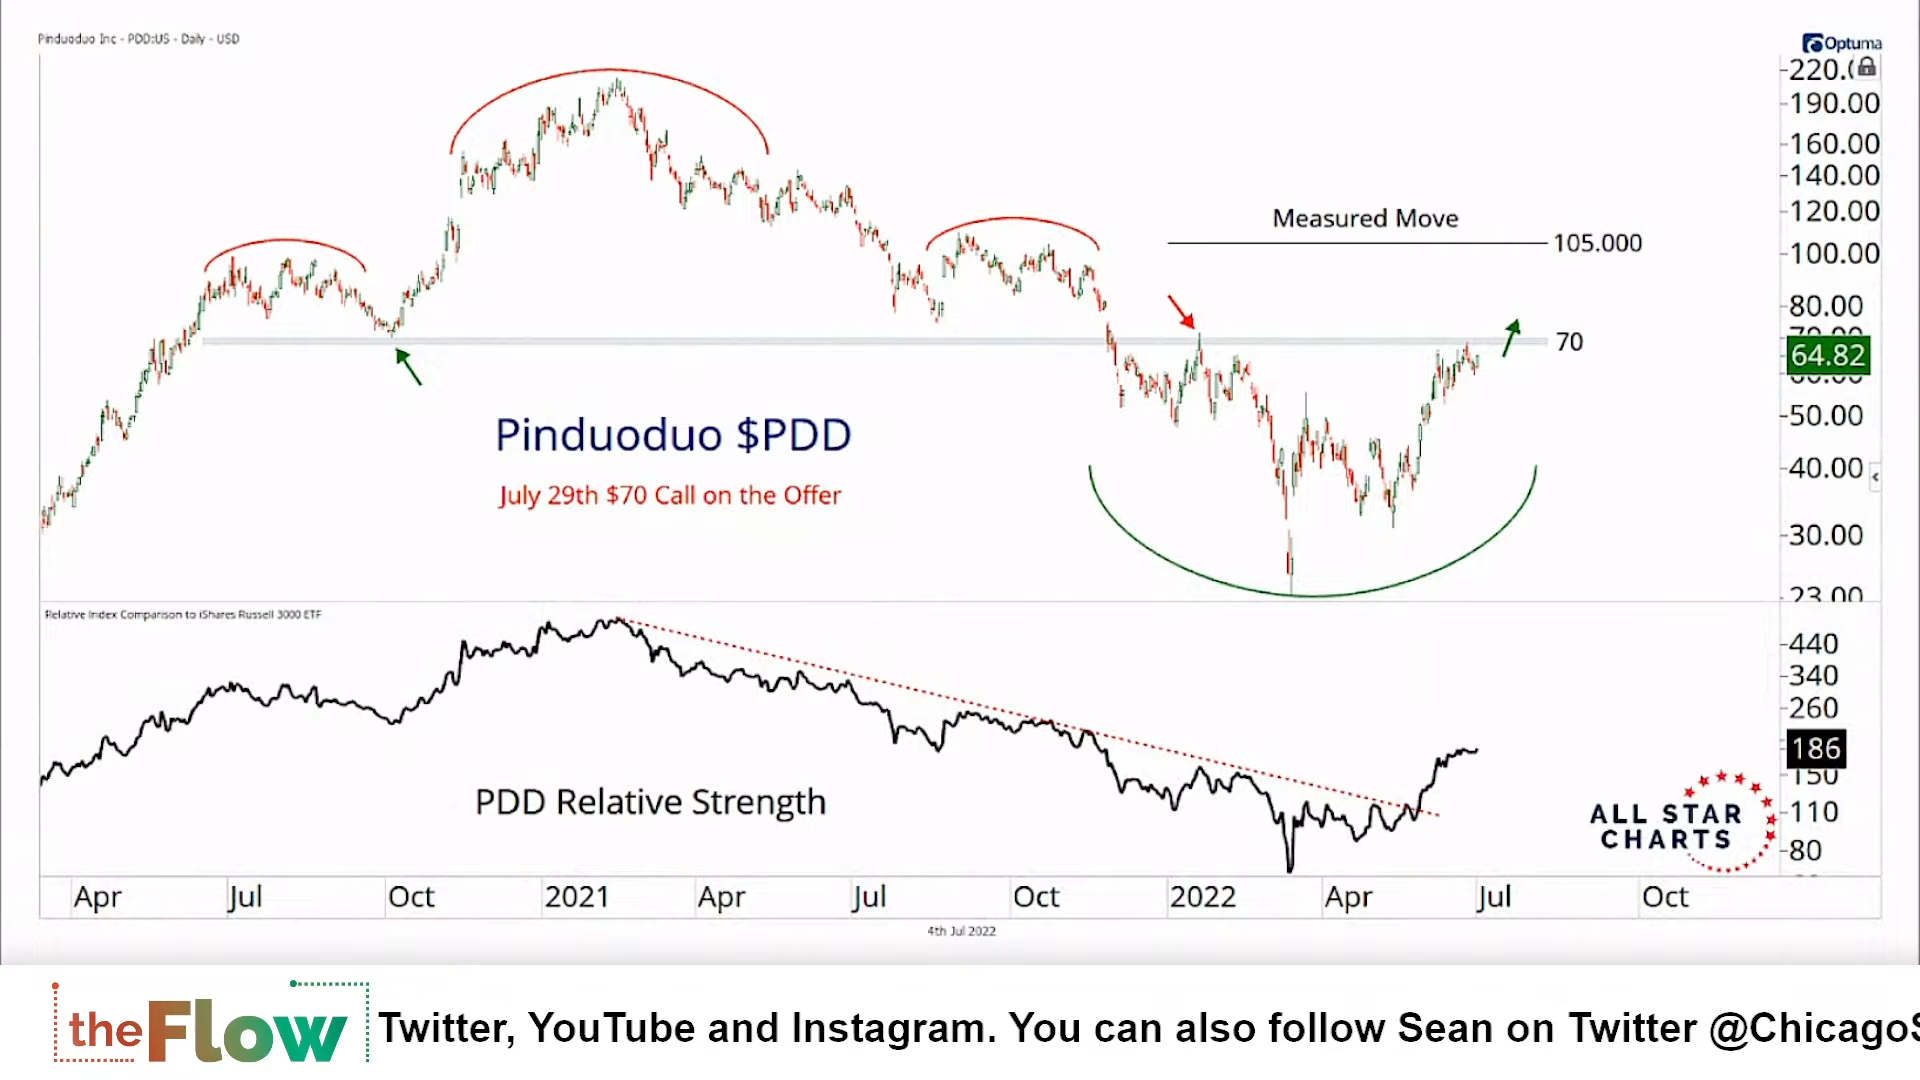 Pinduoduo Inc - PDD:US - Daily - USD
Optuma
220.
190.00
160.00
140.00
120.00
Measured Move
105.000
100.00
80.00
70
64.82
50.00
Pinduoduo $PDD
40.00
July 29th $70 Call on the Offer
30.00
23.00
Relative Index Comparison to iShares Russell 3000 ETF
440
340
260
186
150
PDD Relative Strength
ALL STAR
CHARTS
110
80
Apr Jul Oct 2021 Apr Jul Oct 2022 Apr Jul Oct
4th Jul 2022
theFlow
Twitter, YouTube and Instagram. You can also follow Sean on Twitter @ChicagoS